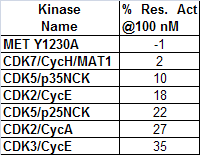 Kinase Name % Res. Act @100 nM
MET Y1230A -1
CDK7/CycH/MAT1 2
CDK5/p35NCK 10
CDK2/CycE 18
CDK5/p25NCK 22
CDK2/CycA 27
CDK3/CycE 35